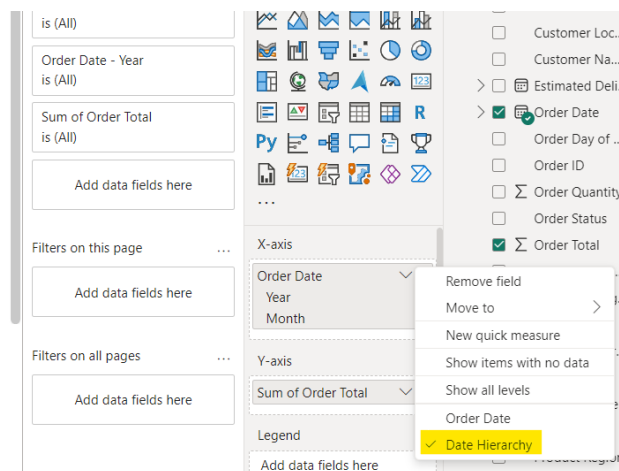 is (All)
Order Date - Year
is (All)
Sum of Order Total
is (All)
Add data fields here
Filters on this page
...
Add data fields here
Filters on all pages
...
Add data fields here
123
R
Py
123
...
X-axis
Order Date
Year
Month
Y-axis
Sum of Order Total
Legend
Add data fields here
Customer Loc...
Customer Na...
Estimated Deli...
Order Date
Order Day of ...
Order ID
Σ Order Quantity
Order Status
Σ Order Total
Remove field
Move to
New quick measure
Show items with no data
Show all levels
Order Date
Date Hierarchy